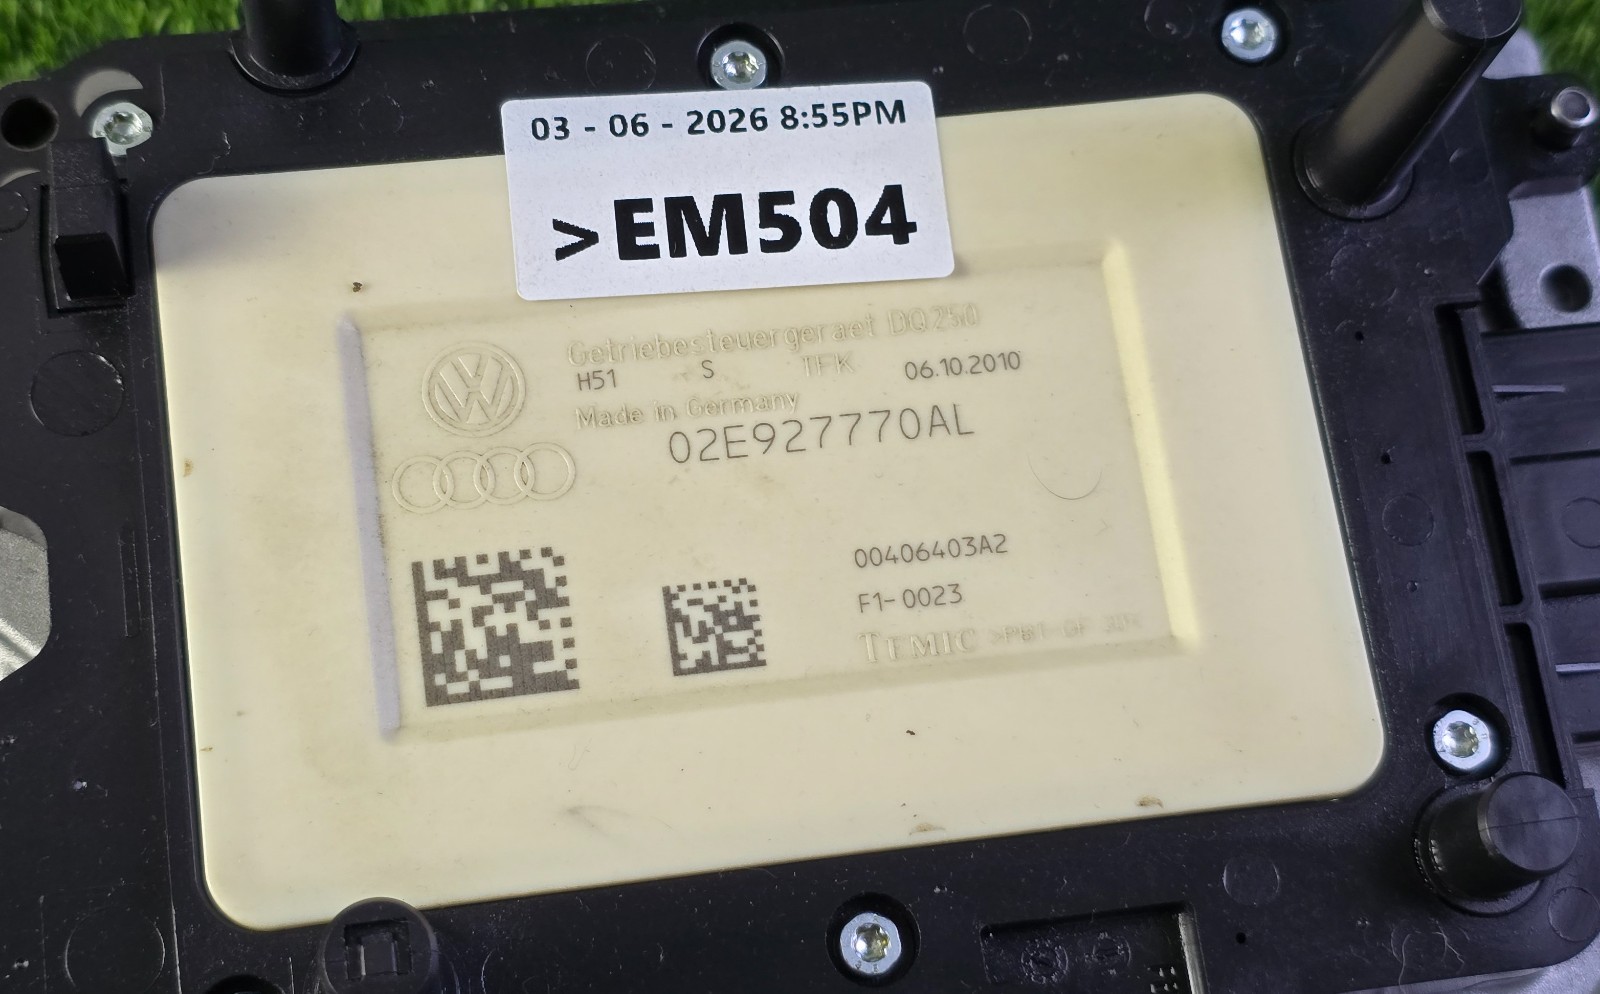 03 - 06 - 2026 8:55PM
>EM504
Getriebesteuergeraet DQ250
H51 S TFK 06.10.2010
Made in Germany
02E927770AL
00406403A2
F1-0023
TEMIC